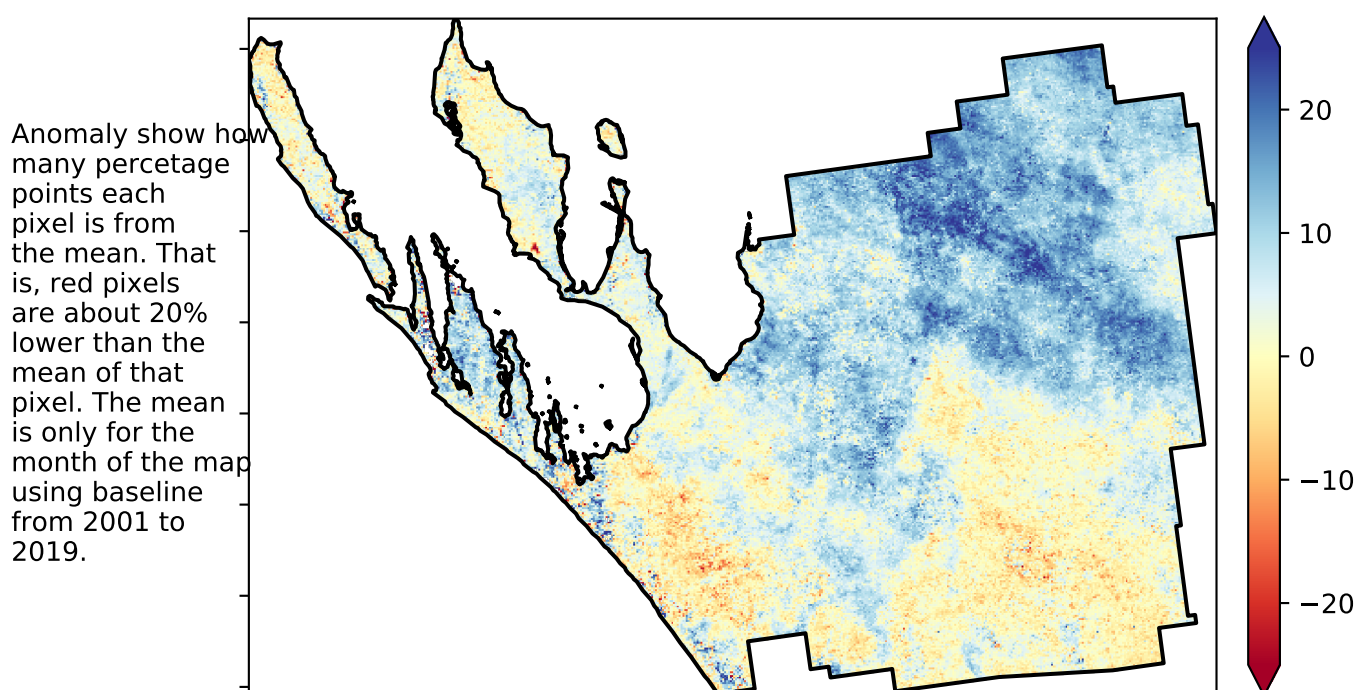 Anomaly show how
many percetage
points each
pixel is from
the mean. That
is, red pixels
are about 20%
lower than the
mean of that
pixel. The mean
is only for the
month of the map
using baseline
from 2001 to
2019.
20
10
0
−10
−20